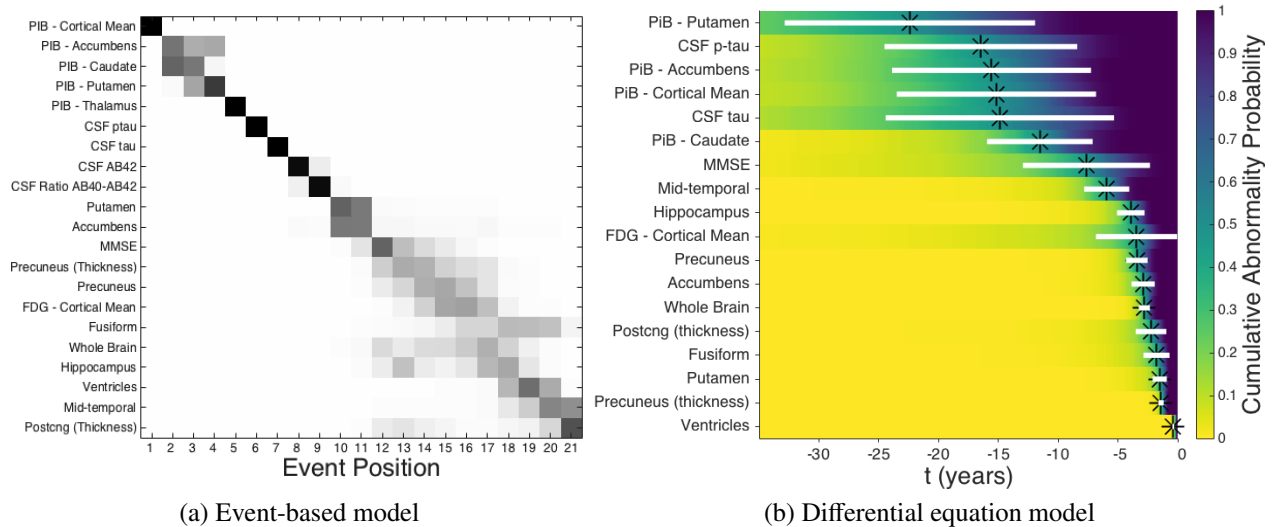 PIB - Cortical Mean
PIB - Accumbens
PIB - Caudate
PIB - Putamen
PIB - Thalamus
CSF ptau
CSF tau
CSF AB42
CSF Ratio AB40-AB42
Putamen
Accumbens
MMSE
Precuneus (Thickness)
Precuneus
FDG - Cortical Mean
Fusiform
Whole Brain
Hippocampus
Ventricles
Mid-temporal
Postcng (Thickness)
1 2 3 4 5 6 7 8 9 10 11 12 13 14 15 16 17 18 19 20 21
Event Position
(a) Event-based model
PiB - Putamen
CSF p-tau
PiB - Accumbens
PiB - Cortical Mean
CSF tau
PiB - Caudate
MMSE
Mid-temporal
Hippocampus
FDG - Cortical Mean
Precuneus
Accumbens
Whole Brain
Postcng (thickness)
Fusiform
Putamen
Precuneus (thickness)
Ventricles
-30 -25 -20 -15 -10 -5 0
t (years)
1
0.9
0.8
0.7
0.6
0.5
0.4
0.3
0.2
0.1
0
Cumulative Abnormality Probability
(b) Differential equation model